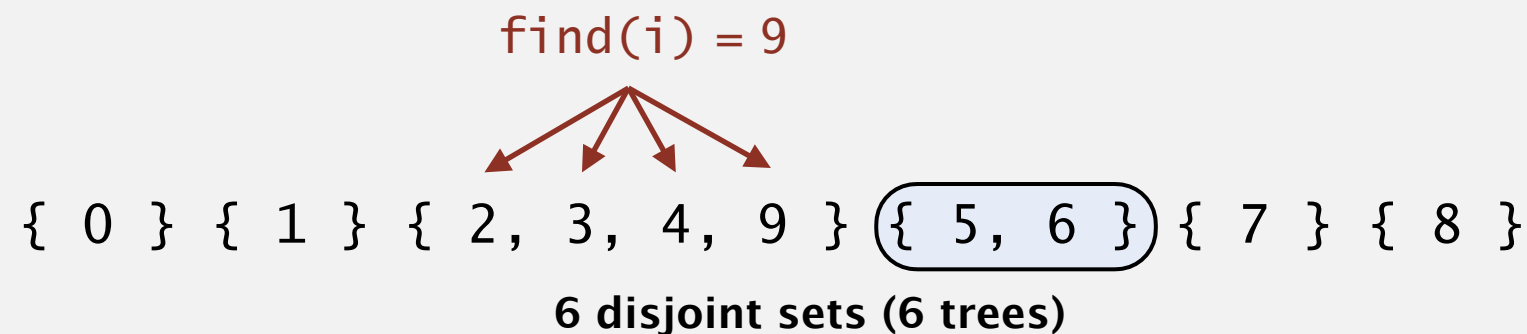 find(i) = 9
{ 0 } { 1 } { 2, 3, 4, 9 } { 5, 6 } { 7 } { 8 }
6 disjoint sets (6 trees)